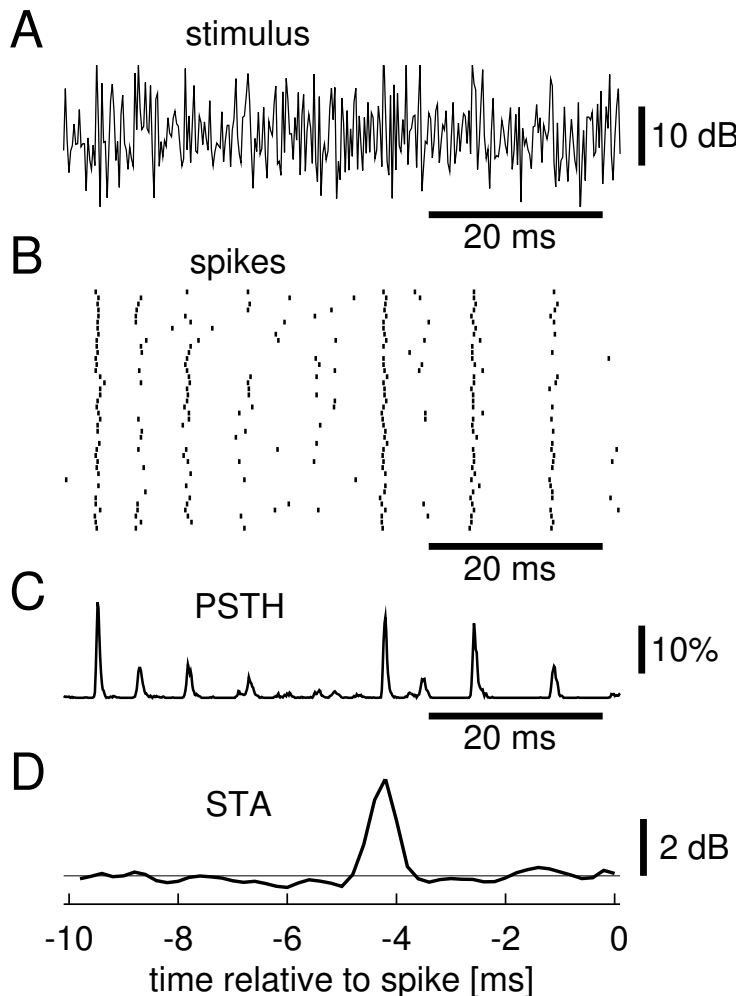 A
stimulus
10 dB
20 ms
B
spikes
20 ms
C
PSTH
10%
20 ms
D
STA
2 dB
-10 -8 -6 -4 -2 0
time relative to spike [ms]